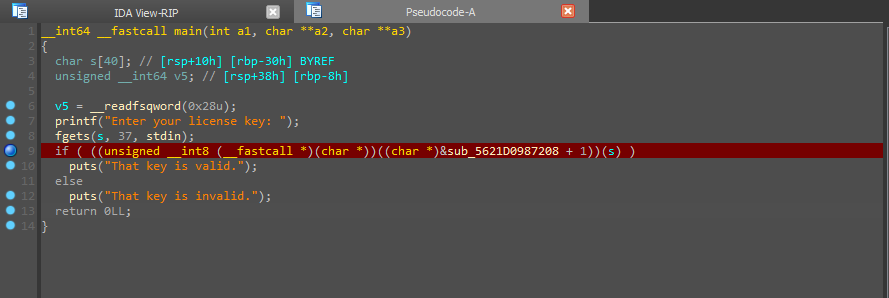 IDA View-RIP Pseudocode-A
1 __int64 __fastcall main(int a1, char **a2, char **a3)
2 {
3 char s[40]; // [rsp+10h] [rbp-30h] BYREF
4 unsigned __int64 v5; // [rsp+38h] [rbp-8h]
5
6 v5 = __readfsqword(0x28u);
7 printf("Enter your license key: ");
8 fgets(s, 37, stdin);
9 if ( ((unsigned __int8 (__fastcall *)(char *))((char *)&sub_5621D0987208 + 1))(s) )
10 puts("That key is valid.");
11 else
12 puts("That key is invalid.");
13 return 0LL;
14 }